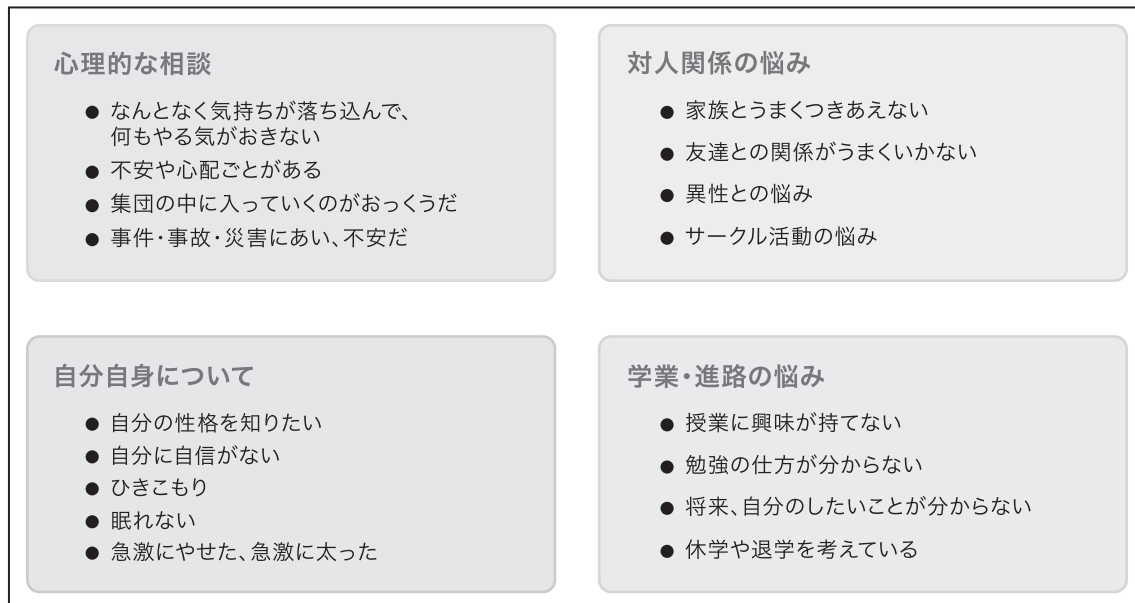 心理的な相談
● なんとなく気持ちが落ち込んで、
何もやる気がおきない
● 不安や心配ごとがある
● 集団の中に入っていくのがおっくうだ
● 事件・事故・災害にあい、不安だ
対人関係の悩み
● 家族とうまくつきあえない
● 友達との関係がうまくいかない
● 異性との悩み
● サークル活動の悩み
自分自身について
● 自分の性格を知りたい
● 自分に自信がない
● ひきこもり
● 眠れない
● 急激にやせた、急激に太った
学業・進路の悩み
● 授業に興味が持てない
● 勉強の仕方が分からない
● 将来、自分のしたいことが分からない
● 休学や退学を考えている